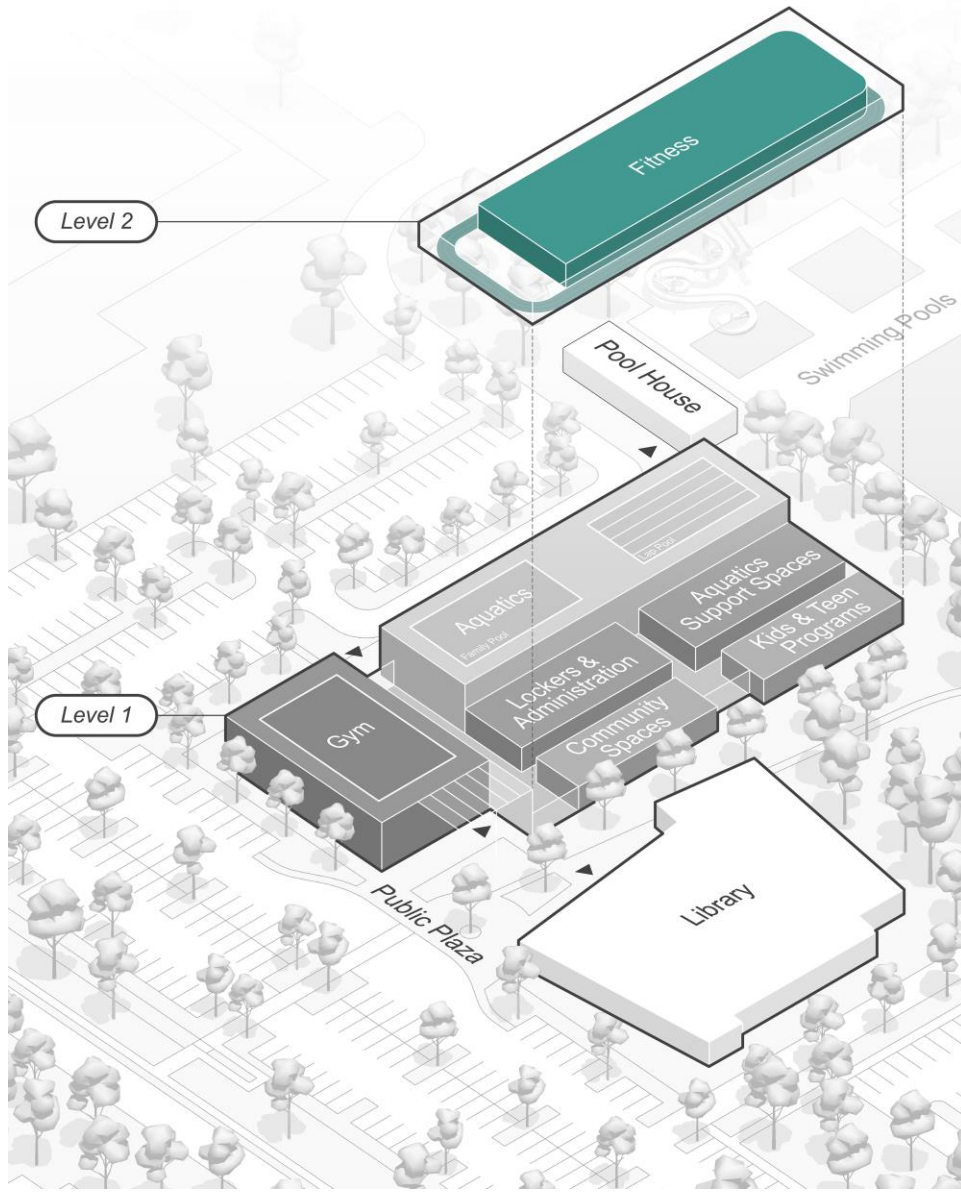 Fitness
Level 2
Swimming Pools
Pool House
Lap Pool
Aquatics
Family Pool
Aquatics
Support Spaces
Kids & Teen
Programs
Lockers &
Administration
Level 1
Gym
Community
Spaces
Public Plaza
Library